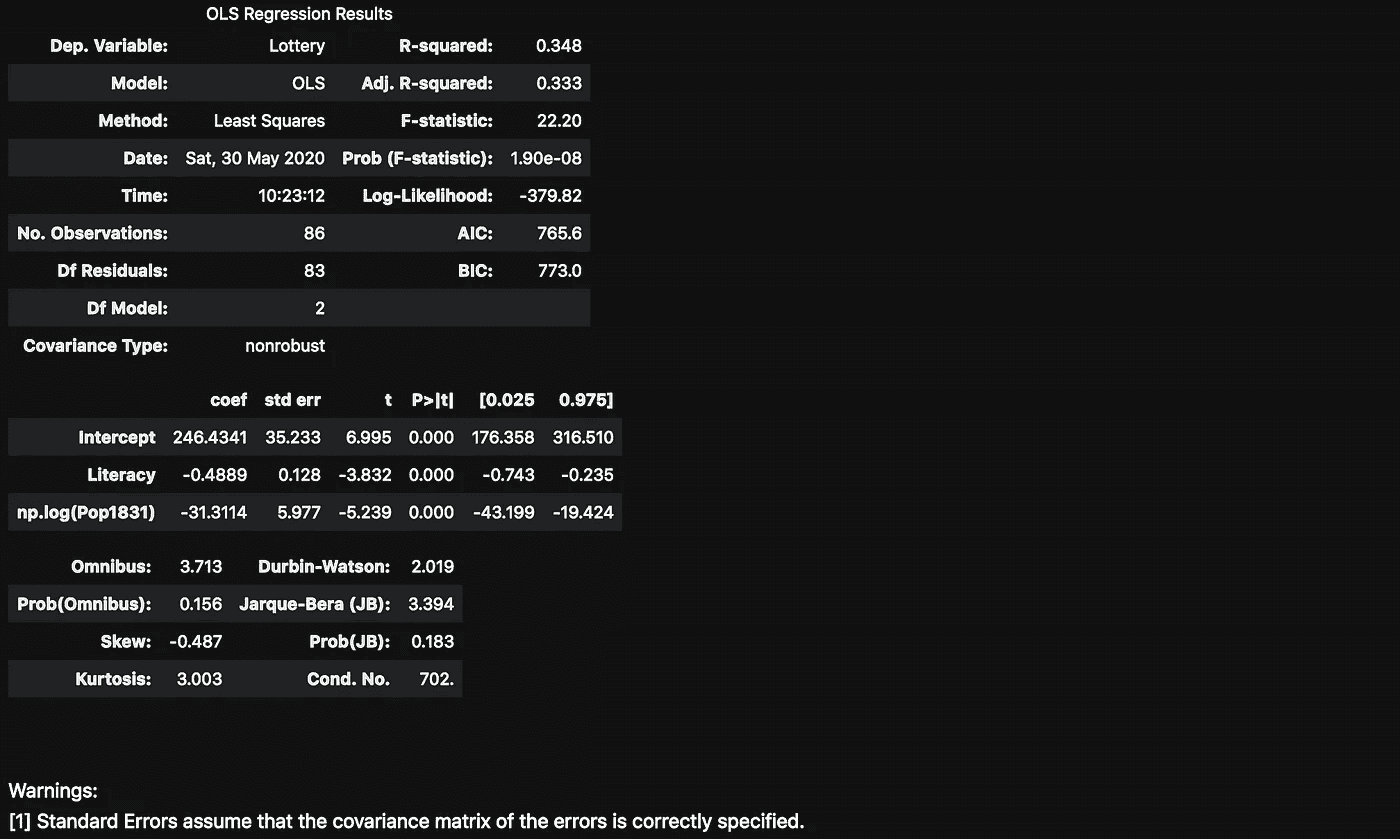 OLS Regression Results
Dep. Variable: Lottery R-squared: 0.348
Model: OLS Adj. R-squared: 0.333
Method: Least Squares F-statistic: 22.20
Date: Sat, 30 May 2020 Prob (F-statistic): 1.90e-08
Time: 10:23:12 Log-Likelihood: -379.82
No. Observations: 86 AIC: 765.6
Df Residuals: 83 BIC: 773.0
Df Model: 2
Covariance Type: nonrobust
coef std err t P>|t| [0.025 0.975]
Intercept 246.4341 35.233 6.995 0.000 176.358 316.510
Literacy -0.4889 0.128 -3.832 0.000 -0.743 -0.235
np.log(Pop1831) -31.3114 5.977 -5.239 0.000 -43.199 -19.424
Omnibus: 3.713 Durbin-Watson: 2.019
Prob(Omnibus): 0.156 Jarque-Bera (JB): 3.394
Skew: -0.487 Prob(JB): 0.183
Kurtosis: 3.003 Cond. No. 702.
Warnings:
[1] Standard Errors assume that the covariance matrix of the errors is correctly specified.